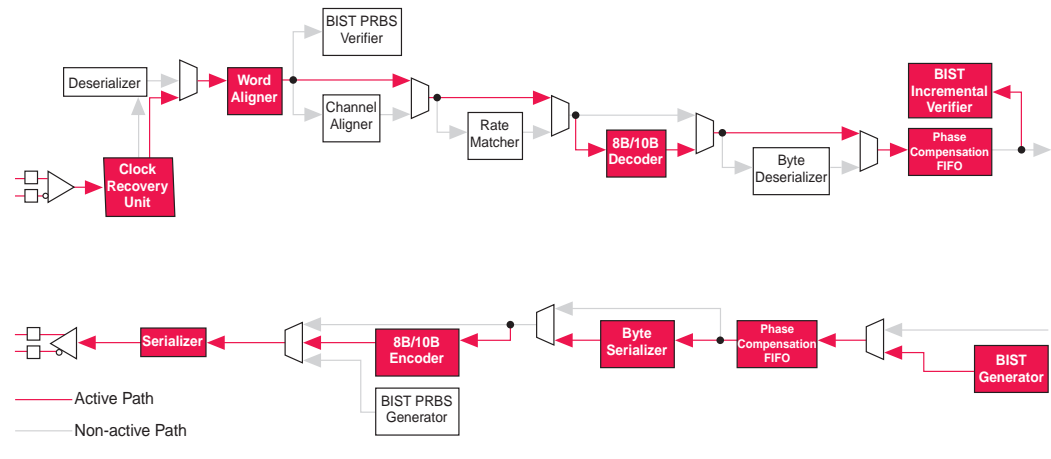 BIST PRBS
Verifier
Deserializer
Word
Aligner
Channel
Aligner
Rate
Matcher
8B/10B
Decoder
Byte
Deserializer
BIST
Incremental
Verifier
Phase
Compensation
FIFO
Clock
Recovery
Unit
Serializer
8B/10B
Encoder
BIST PRBS
Generator
Byte
Serializer
Phase
Compensation
FIFO
BIST
Generator
Active Path
Non-active Path